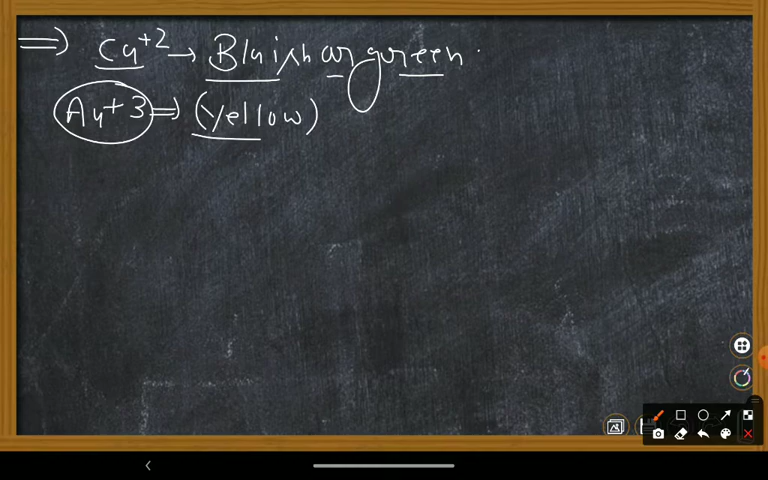 => Cu+2 → Bluish or green.
Au+3 => (yellow)